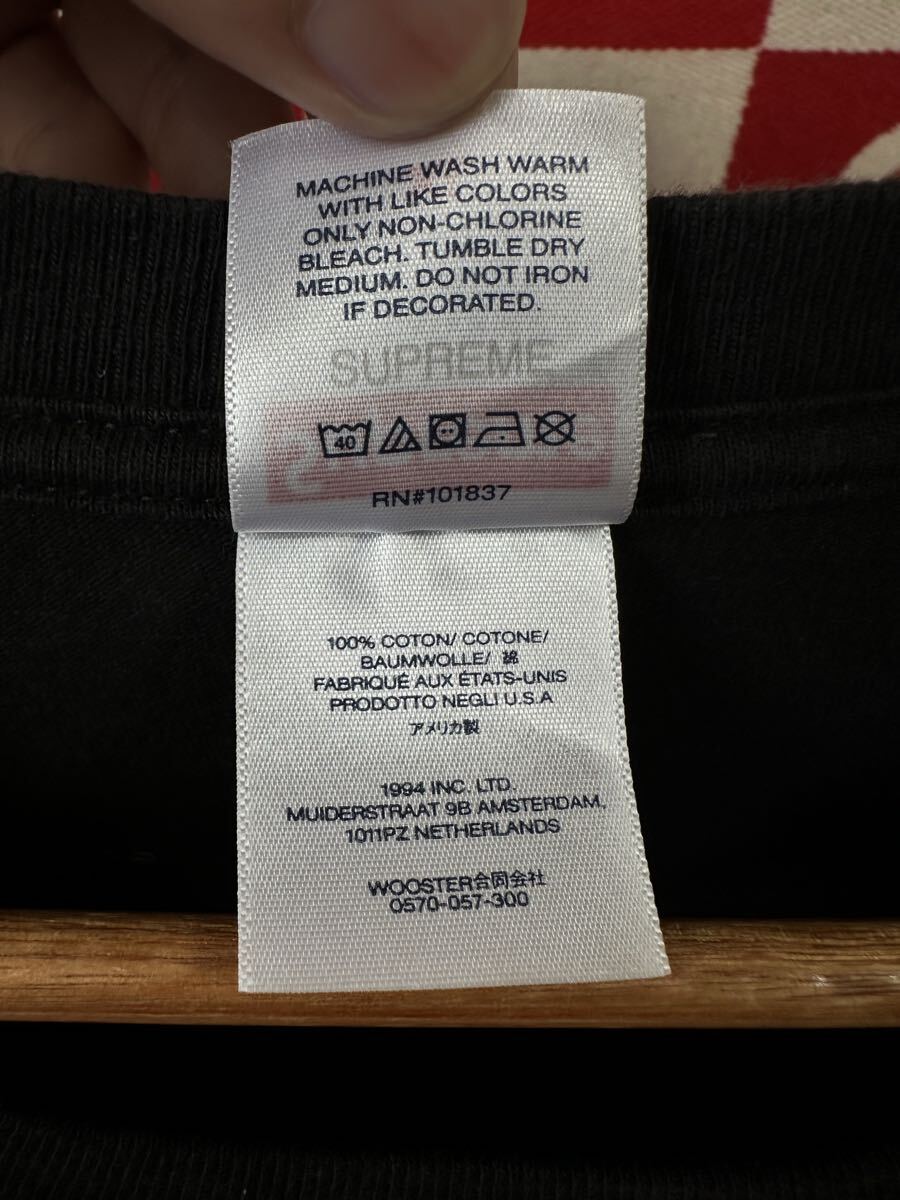 MACHINE WASH WARM
WITH LIKE COLORS
ONLY NON-CHLORINE
BLEACH. TUMBLE DRY
MEDIUM. DO NOT IRON
IF DECORATED.
SUPREME
40
RN#101837
100% COTON/ COTONE/
BAUMWOLLE/ 綿
FABRIQUÉ AUX ÉTATS-UNIS
PRODOTTO NEGLI U.S.A
アメリカ製
1994 INC. LTD.
MUIDERSTRAAT 9B AMSTERDAM,
1011PZ NETHERLANDS
WOOSTER合同会社
0570-057-300